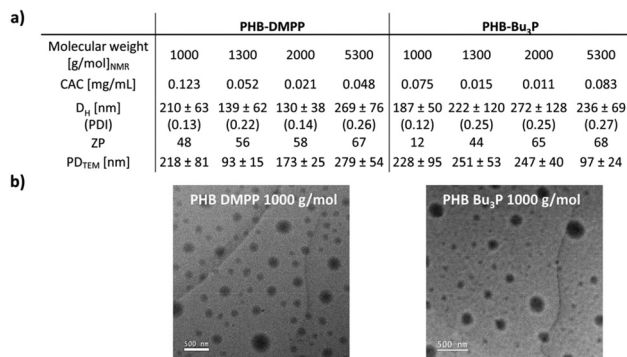 a)
PHB-DMPP PHB-Bu3P
Molecular weight [g/mol]NMR 1000 1300 2000 5300 1000 1300 2000 5300
CAC [mg/mL] 0.123 0.052 0.021 0.048 0.075 0.015 0.011 0.083
DH [nm] 210 ± 63 139 ± 62 130 ± 38 269 ± 76 187 ± 50 222 ± 120 272 ± 128 236 ± 69
(PDI) (0.13) (0.22) (0.14) (0.26) (0.12) (0.25) (0.25) (0.27)
ZP 48 56 58 67 12 44 65 68
PDTEM [nm] 218 ± 81 93 ± 15 173 ± 25 279 ± 54 228 ± 95 251 ± 53 247 ± 40 97 ± 24
b)
PHB DMPP 1000 g/mol PHB Bu3P 1000 g/mol
500 nm 500 nm